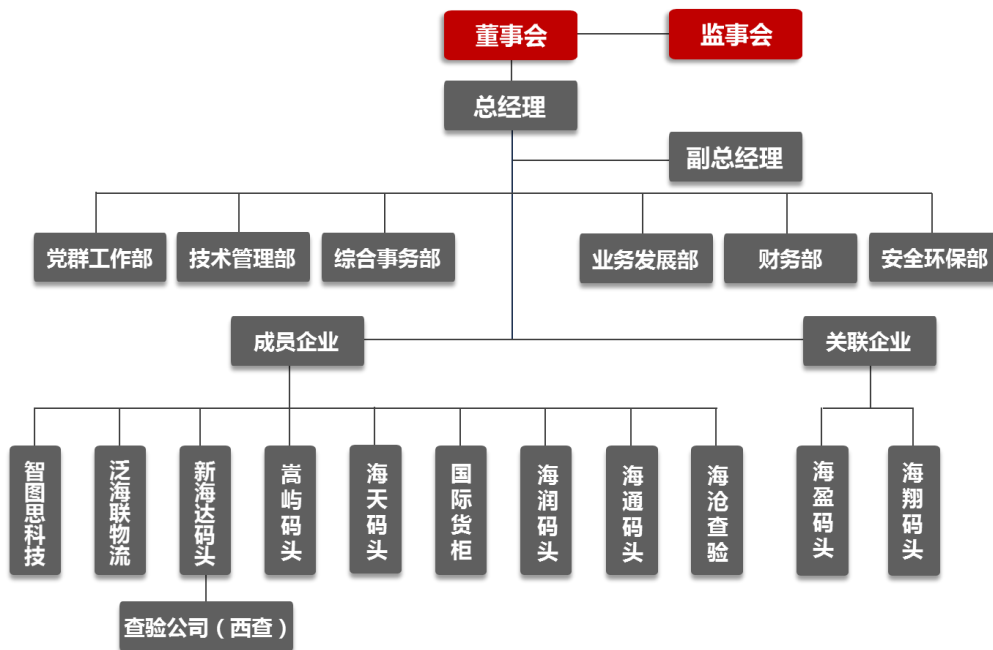 董事会
监事会
总经理
副总经理
党群工作部
技术管理部
综合事务部
业务发展部
财务部
安全环保部
成员企业
关联企业
智图思科技
泛海联物流
新海达码头
嵩屿码头
海天码头
国际货柜
海润码头
海通码头
海沧查验
海盈码头
海翔码头
查验公司（西查）